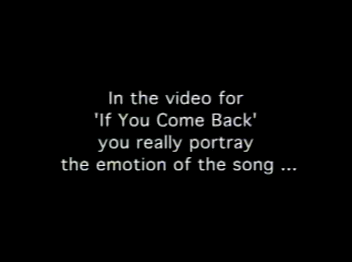 In the video for
'If You Come Back'
you really portray
the emotion of the song ...